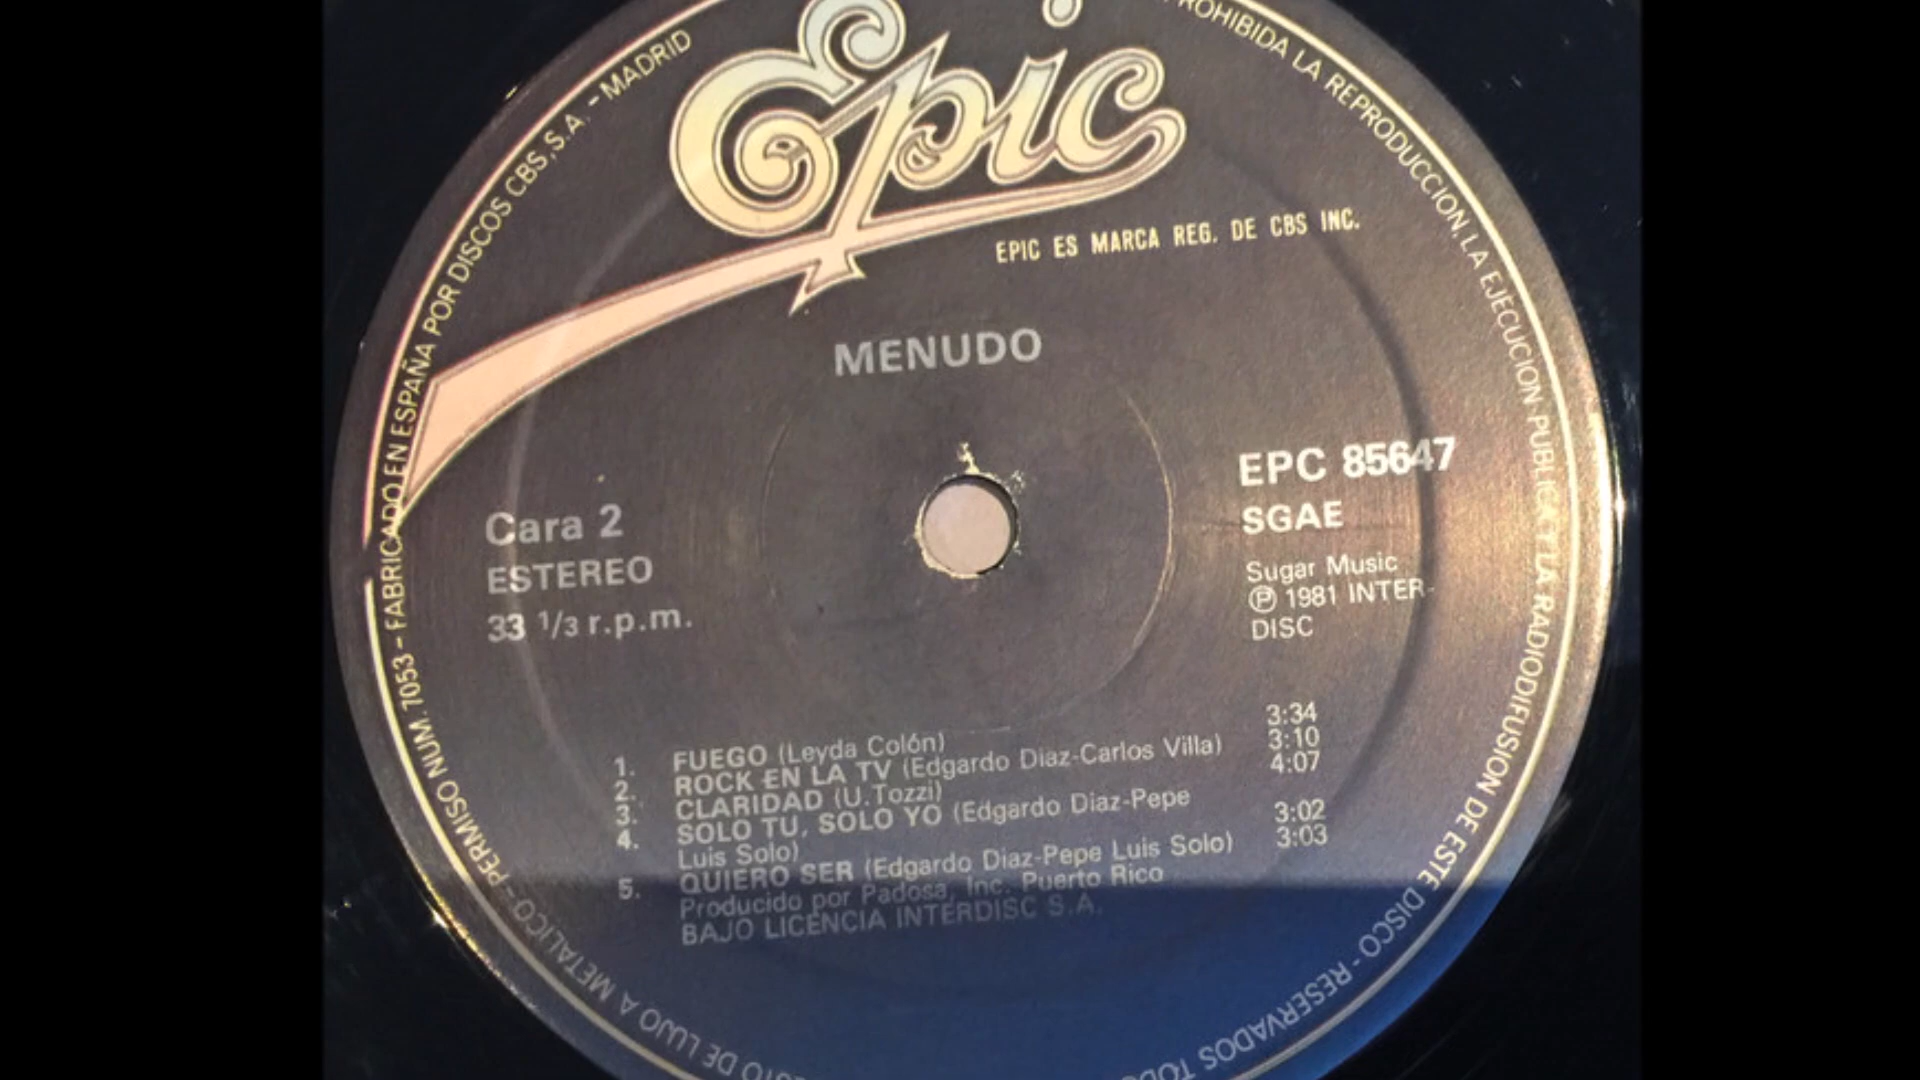 Epic
EPIC ES MARCA REG. DE CBS INC.
MENUDO
Cara 2
ESTEREO
33 1/3 r.p.m.
EPC 85647
SGAE
Sugar Music
Ⓟ 1981 INTER-
DISC
1. FUEGO (Leyda Colón) 3:34
2. ROCK EN LA TV (Edgardo Diaz-Carlos Villa) 3:10
3. CLARIDAD (U.Tozzi) 4:07
4. SOLO TU, SOLO YO (Edgardo Diaz-Pepe
Luis Solo) 3:02
5. QUIERO SER (Edgardo Diaz-Pepe Luis Solo) 3:03
Producido por Padosa, Inc. Puerto Rico
BAJO LICENCIA INTERDISC S.A.
DE LUJO A METALICO - PERMISO NUM. 1053 - FABRICADO EN ESPAÑA POR DISCOS CBS, S.A. - MADRID
PROHIBIDA LA REPRODUCCION, LA EJECUCION PUBLICA Y LA RADIODIFUSION DE ESTE DISCO - RESERVADOS